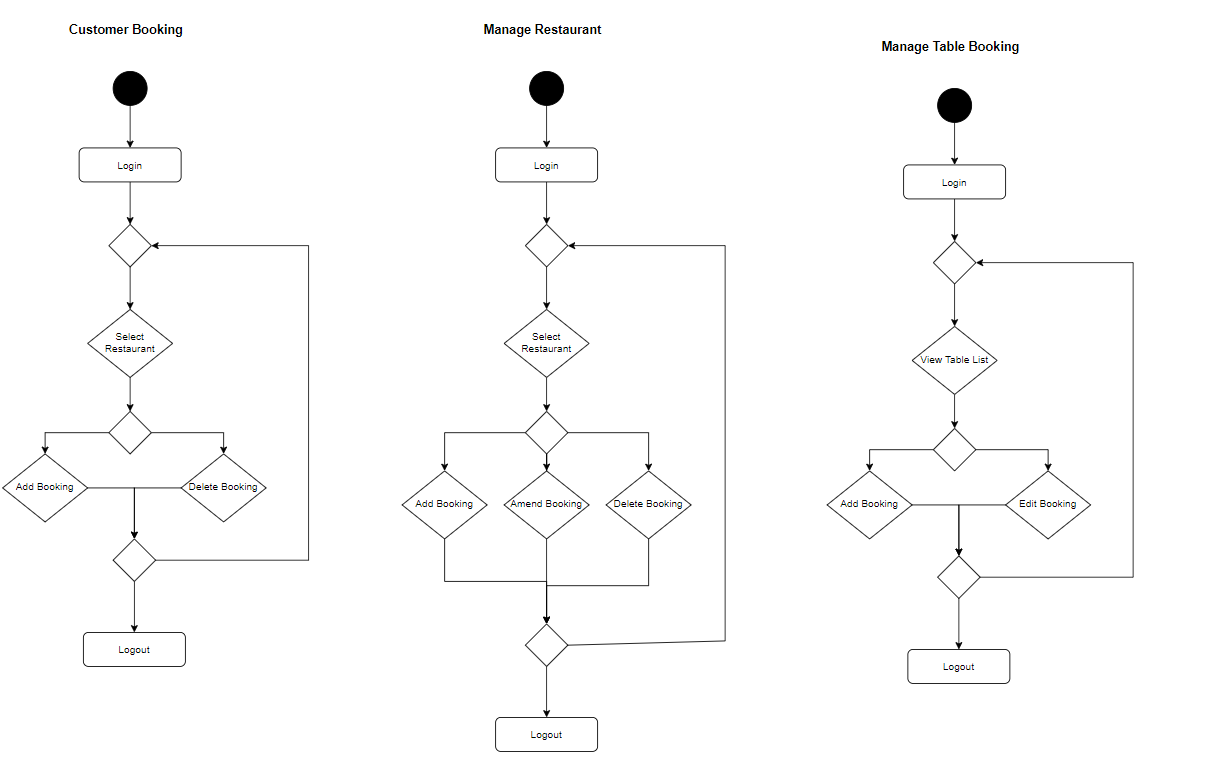 Customer Booking
Login
Select
Restaurant
Add Booking
Delete Booking
Logout
Manage Restaurant
Login
Select
Restaurant
Add Booking
Amend Booking
Delete Booking
Logout
Manage Table Booking
Login
View Table List
Add Booking
Edit Booking
Logout